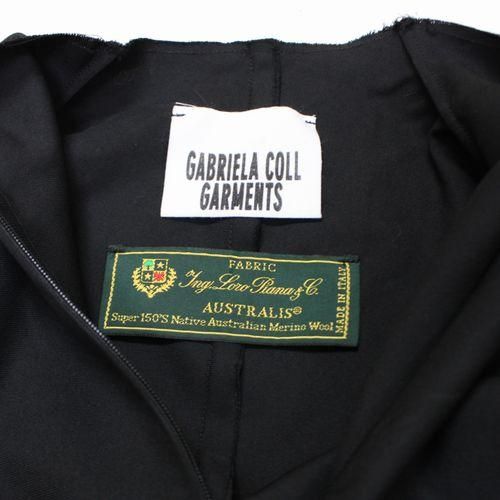 GABRIELA COLL
GARMENTS
FABRIC
Ing. Loro Piana & C.
AUSTRALIS®
Super 150'S Native Australian Merino Wool
MADE IN ITALY